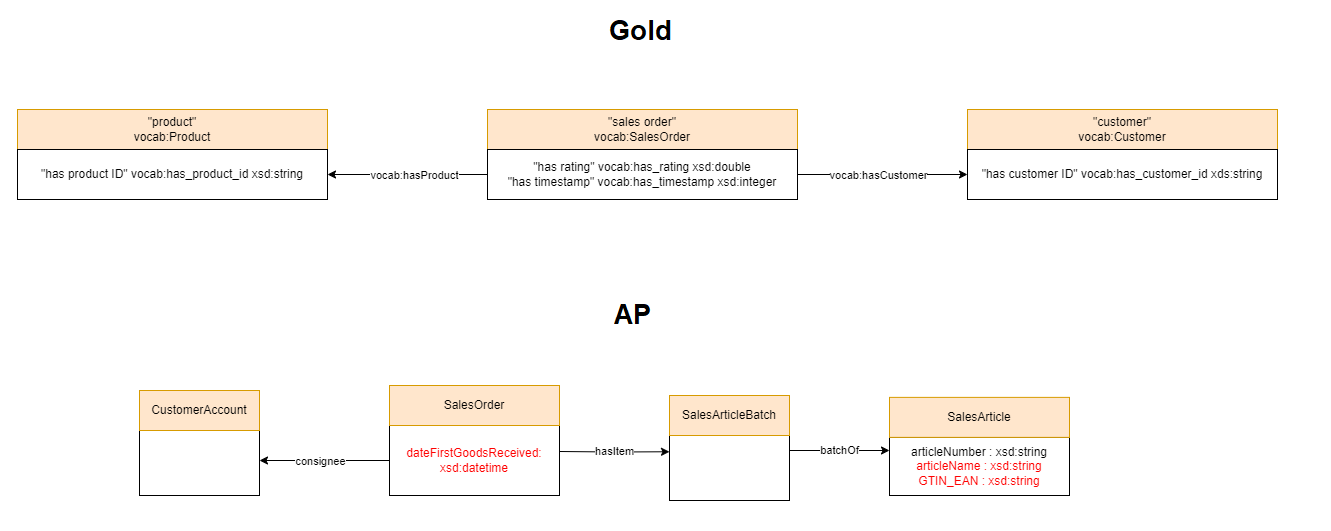 Gold
"product"
vocab:Product
"has product ID" vocab:has_product_id xsd:string
vocab:hasProduct
"sales order"
vocab:SalesOrder
"has rating" vocab:has_rating xsd:double
"has timestamp" vocab:has_timestamp xsd:integer
vocab:hasCustomer
"customer"
vocab:Customer
"has customer ID" vocab:has_customer_id xds:string
AP
CustomerAccount
consignee
SalesOrder
dateFirstGoodsReceived:
xsd:datetime
hasItem
SalesArticleBatch
batchOf
SalesArticle
articleNumber : xsd:string
articleName : xsd:string
GTIN_EAN : xsd:string